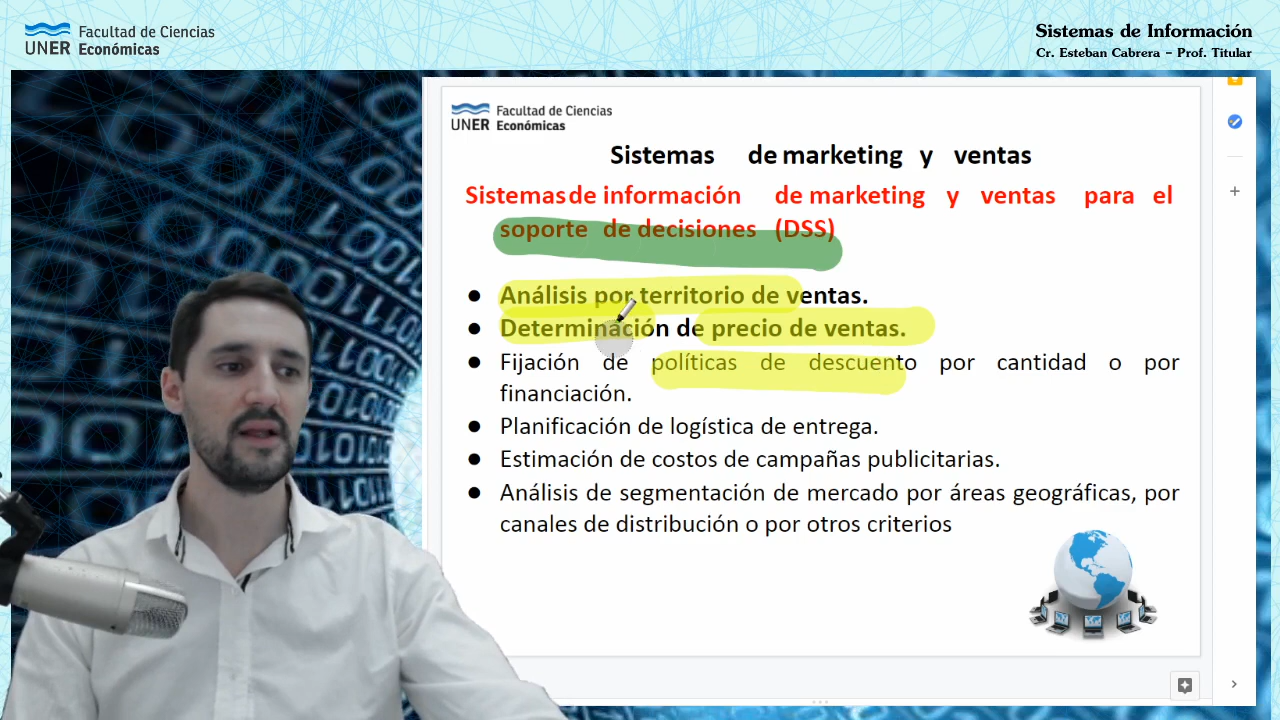 Facultad de Ciencias
UNER Económicas
Sistemas de Información
Cr. Esteban Cabrera – Prof. Titular
Facultad de Ciencias
UNER Económicas
Sistemas de marketing y ventas
Sistemas de información de marketing y ventas para el
soporte de decisiones (DSS)
● Análisis por territorio de ventas.
● Determinación de precio de ventas.
● Fijación de políticas de descuento por cantidad o por
financiación.
● Planificación de logística de entrega.
● Estimación de costos de campañas publicitarias.
● Análisis de segmentación de mercado por áreas geográficas, por
canales de distribución o por otros criterios